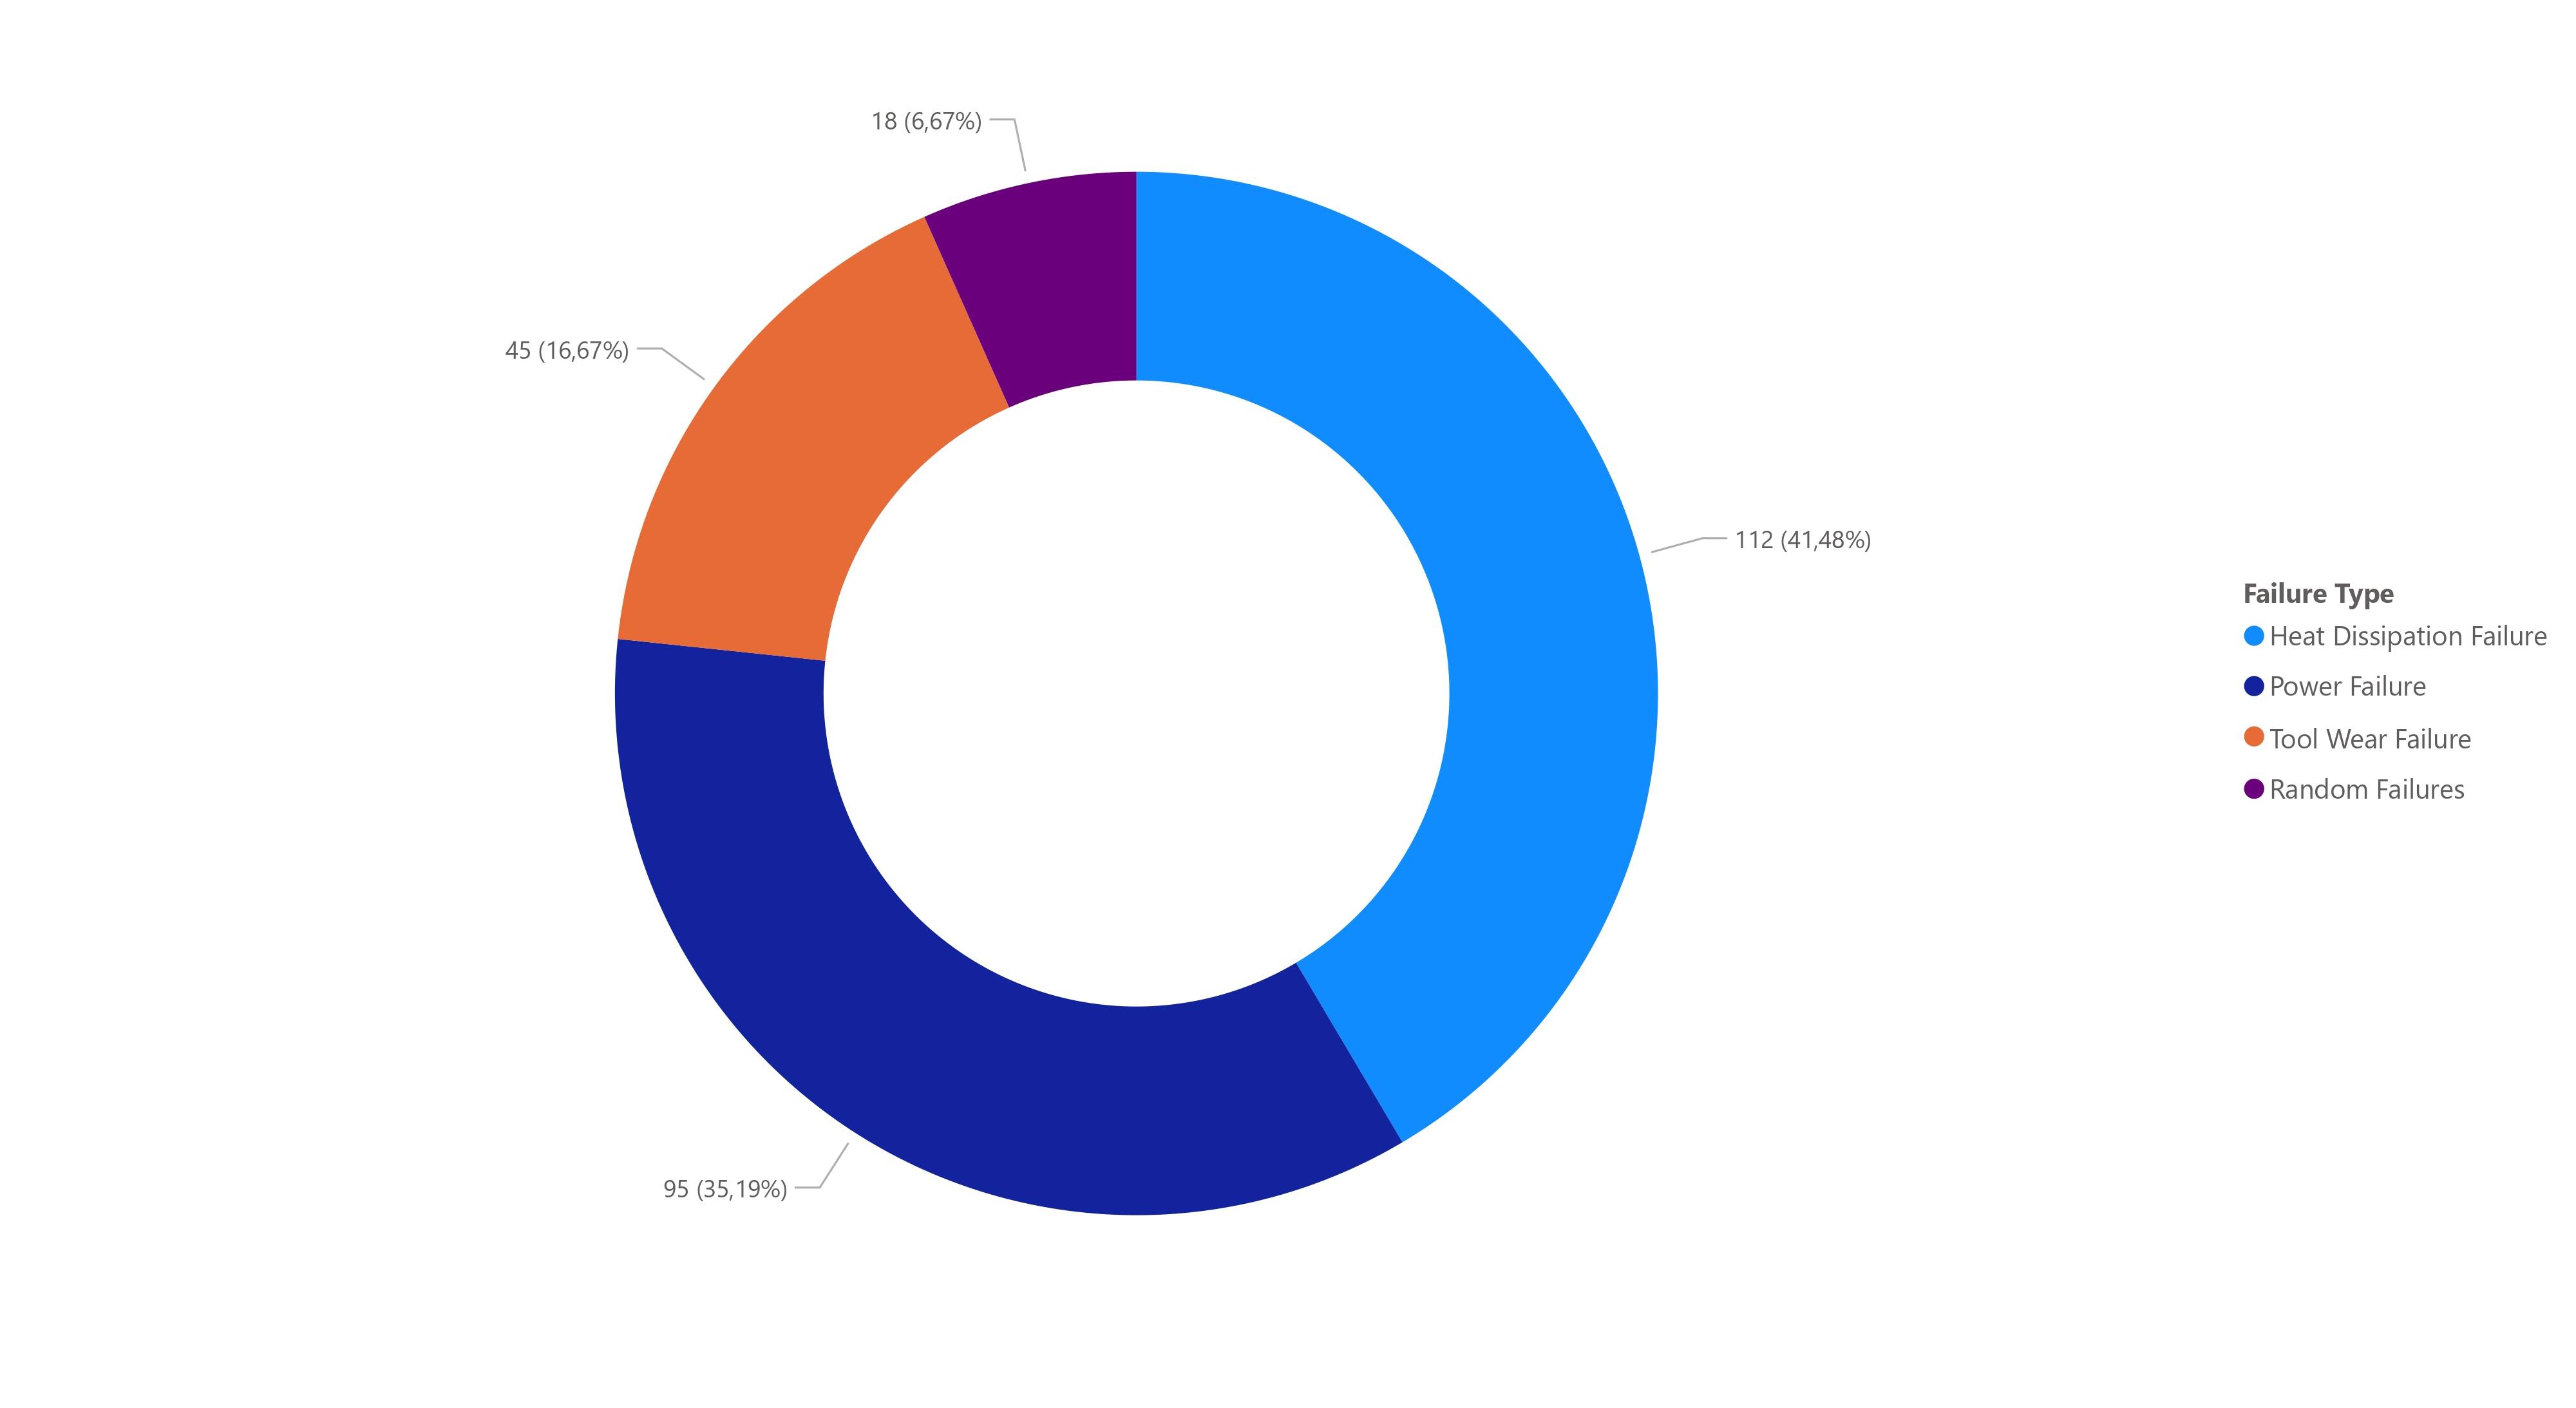 18 (6,67%)
45 (16,67%)
112 (41,48%)
95 (35,19%)
Failure Type
Heat Dissipation Failure
Power Failure
Tool Wear Failure
Random Failures